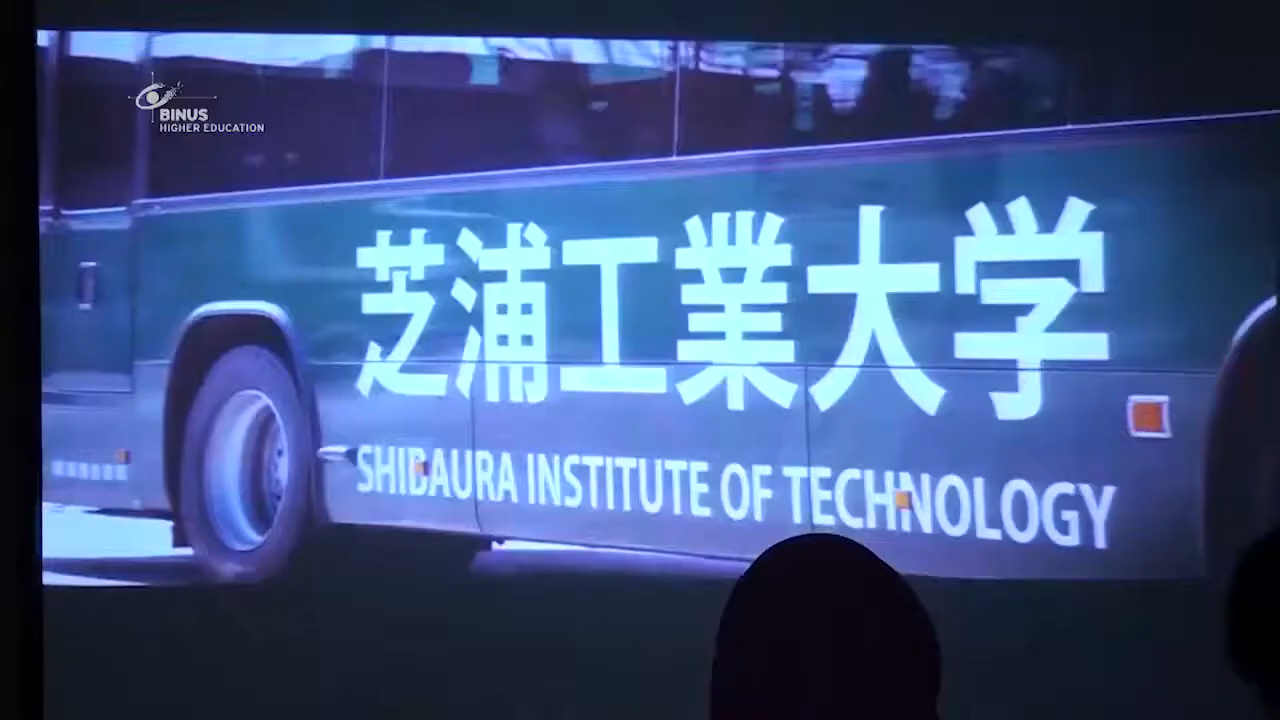 BINUS
HIGHER EDUCATION
芝浦工業大学
SHIBAURA INSTITUTE OF TECHNOLOGY